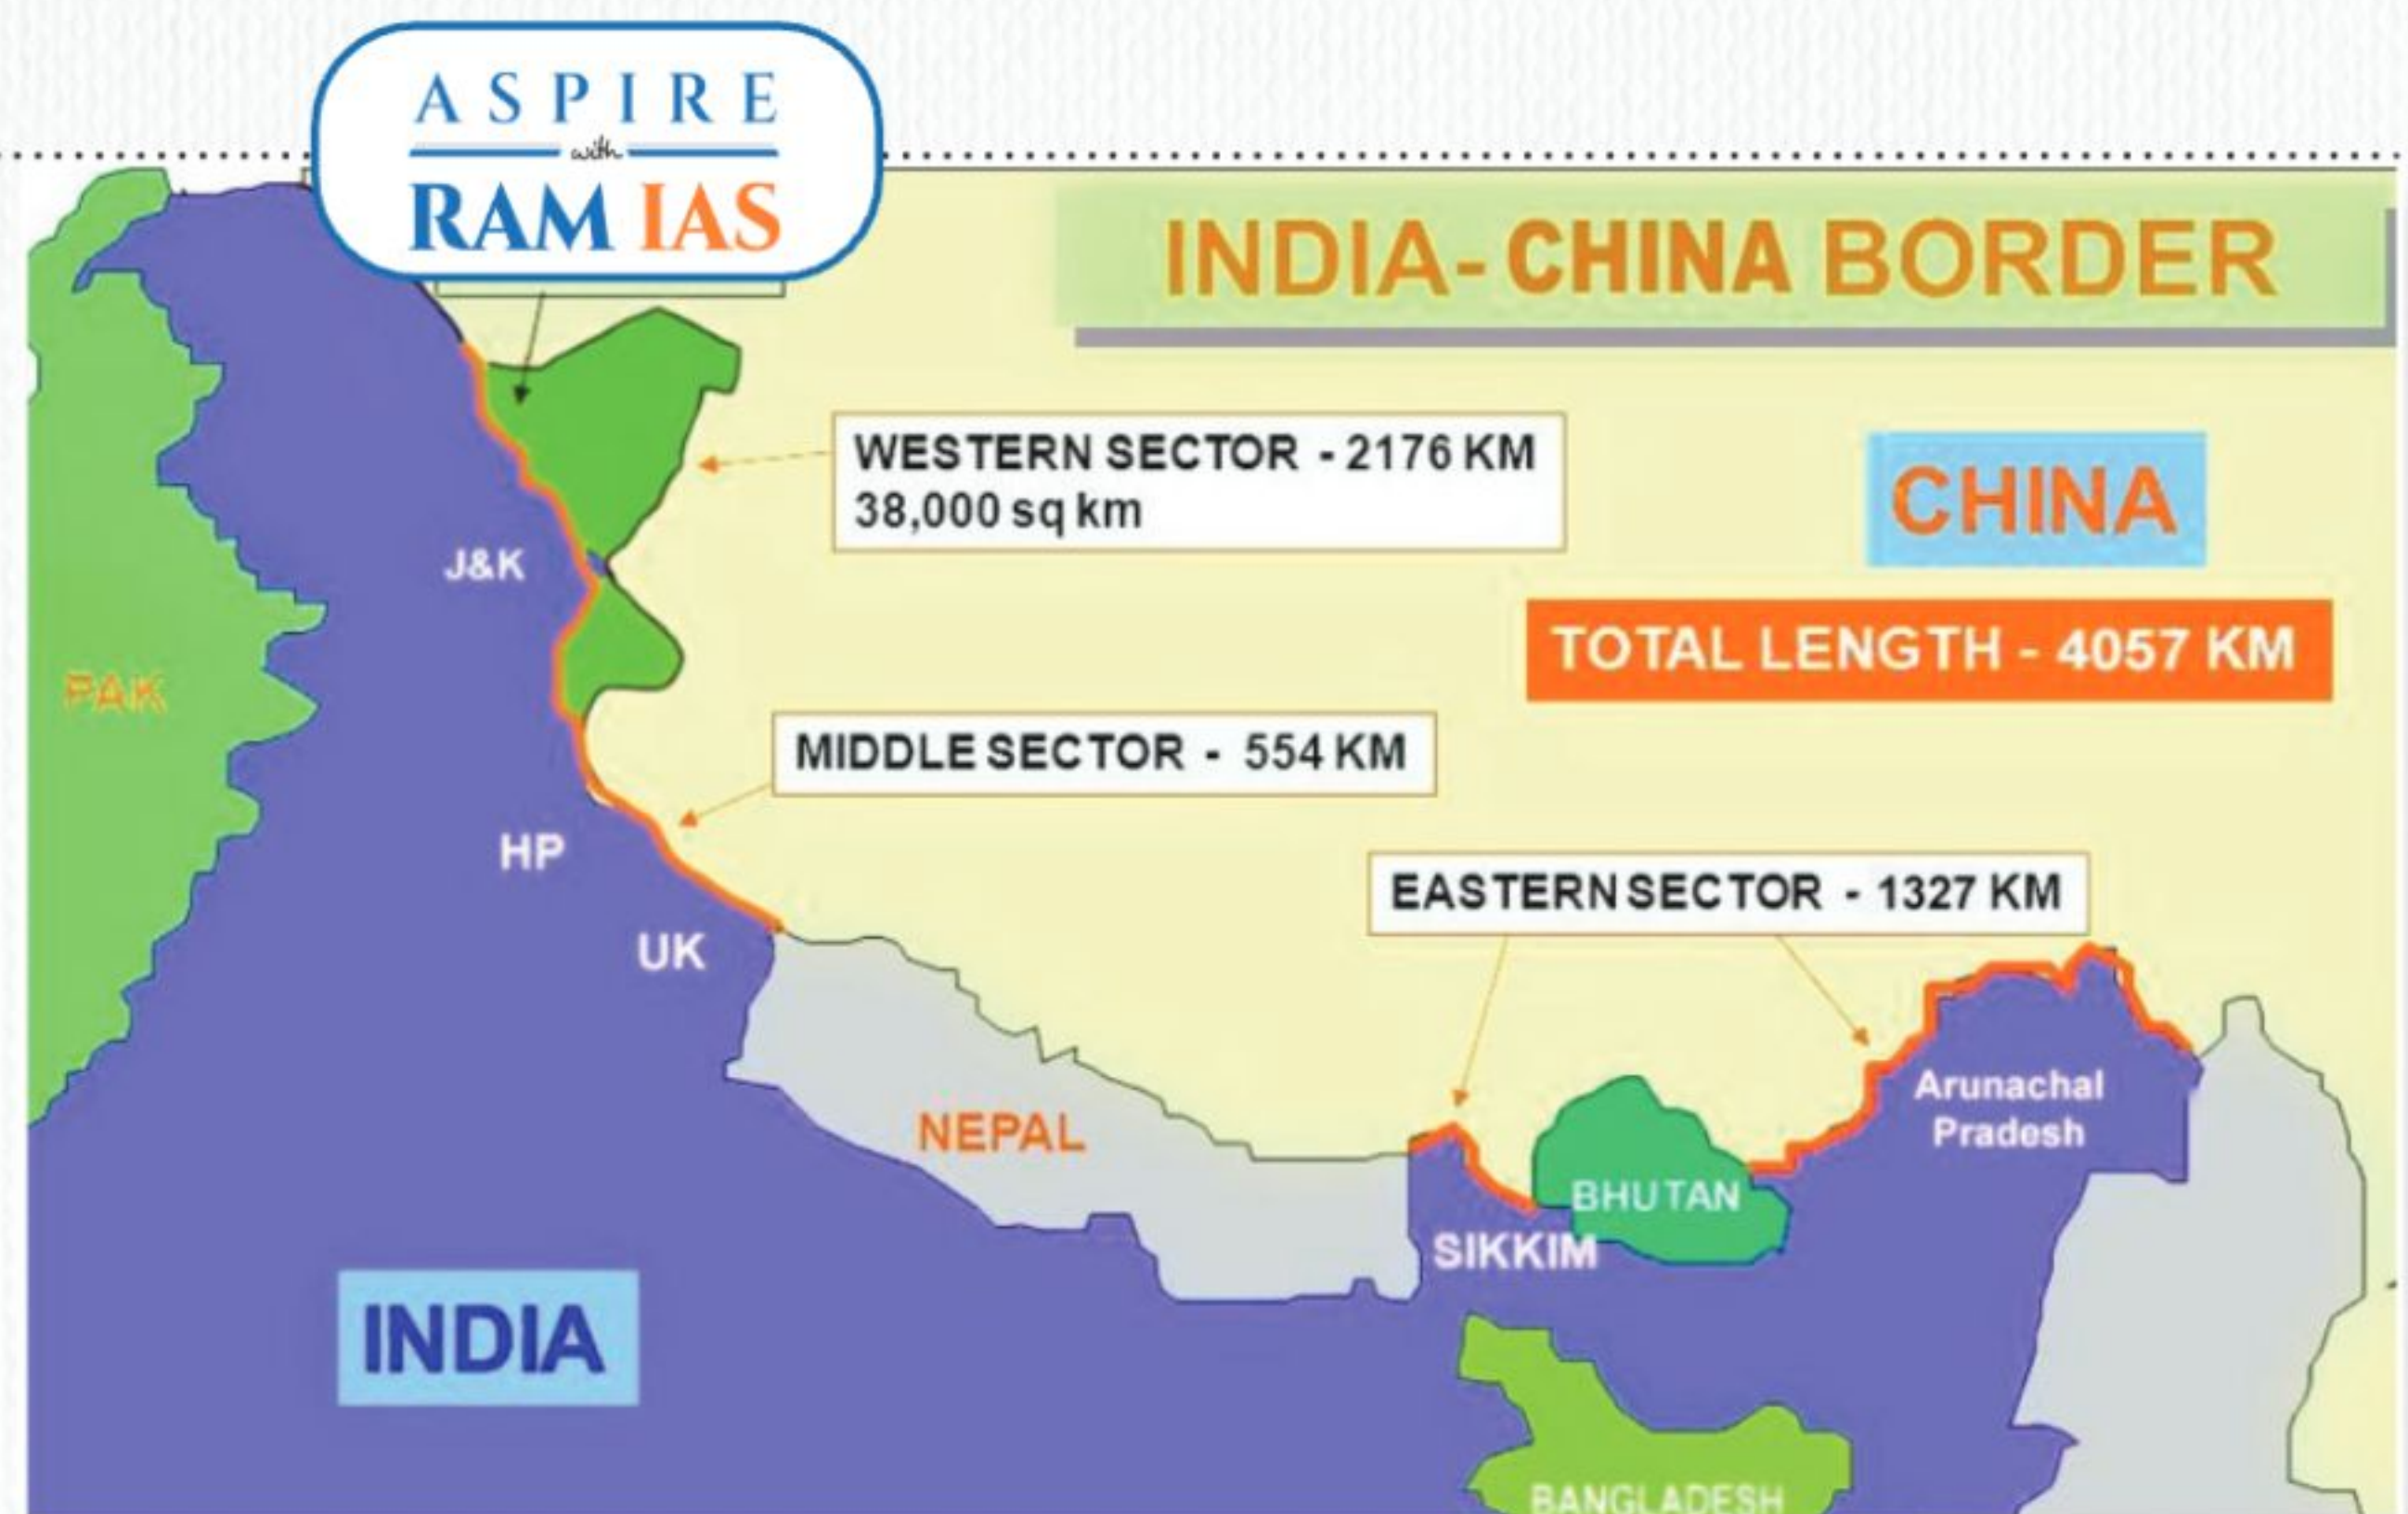 ASPIRE
with
RAM IAS
INDIA- CHINA BORDER
WESTERN SECTOR - 2176 KM
38,000 sq km
CHINA
J&K
TOTAL LENGTH - 4057 KM
PAK
MIDDLE SECTOR - 554 KM
HP
EASTERN SECTOR - 1327 KM
UK
Arunachal
Pradesh
NEPAL
BHUTAN
SIKKIM
INDIA
BANGLADESH